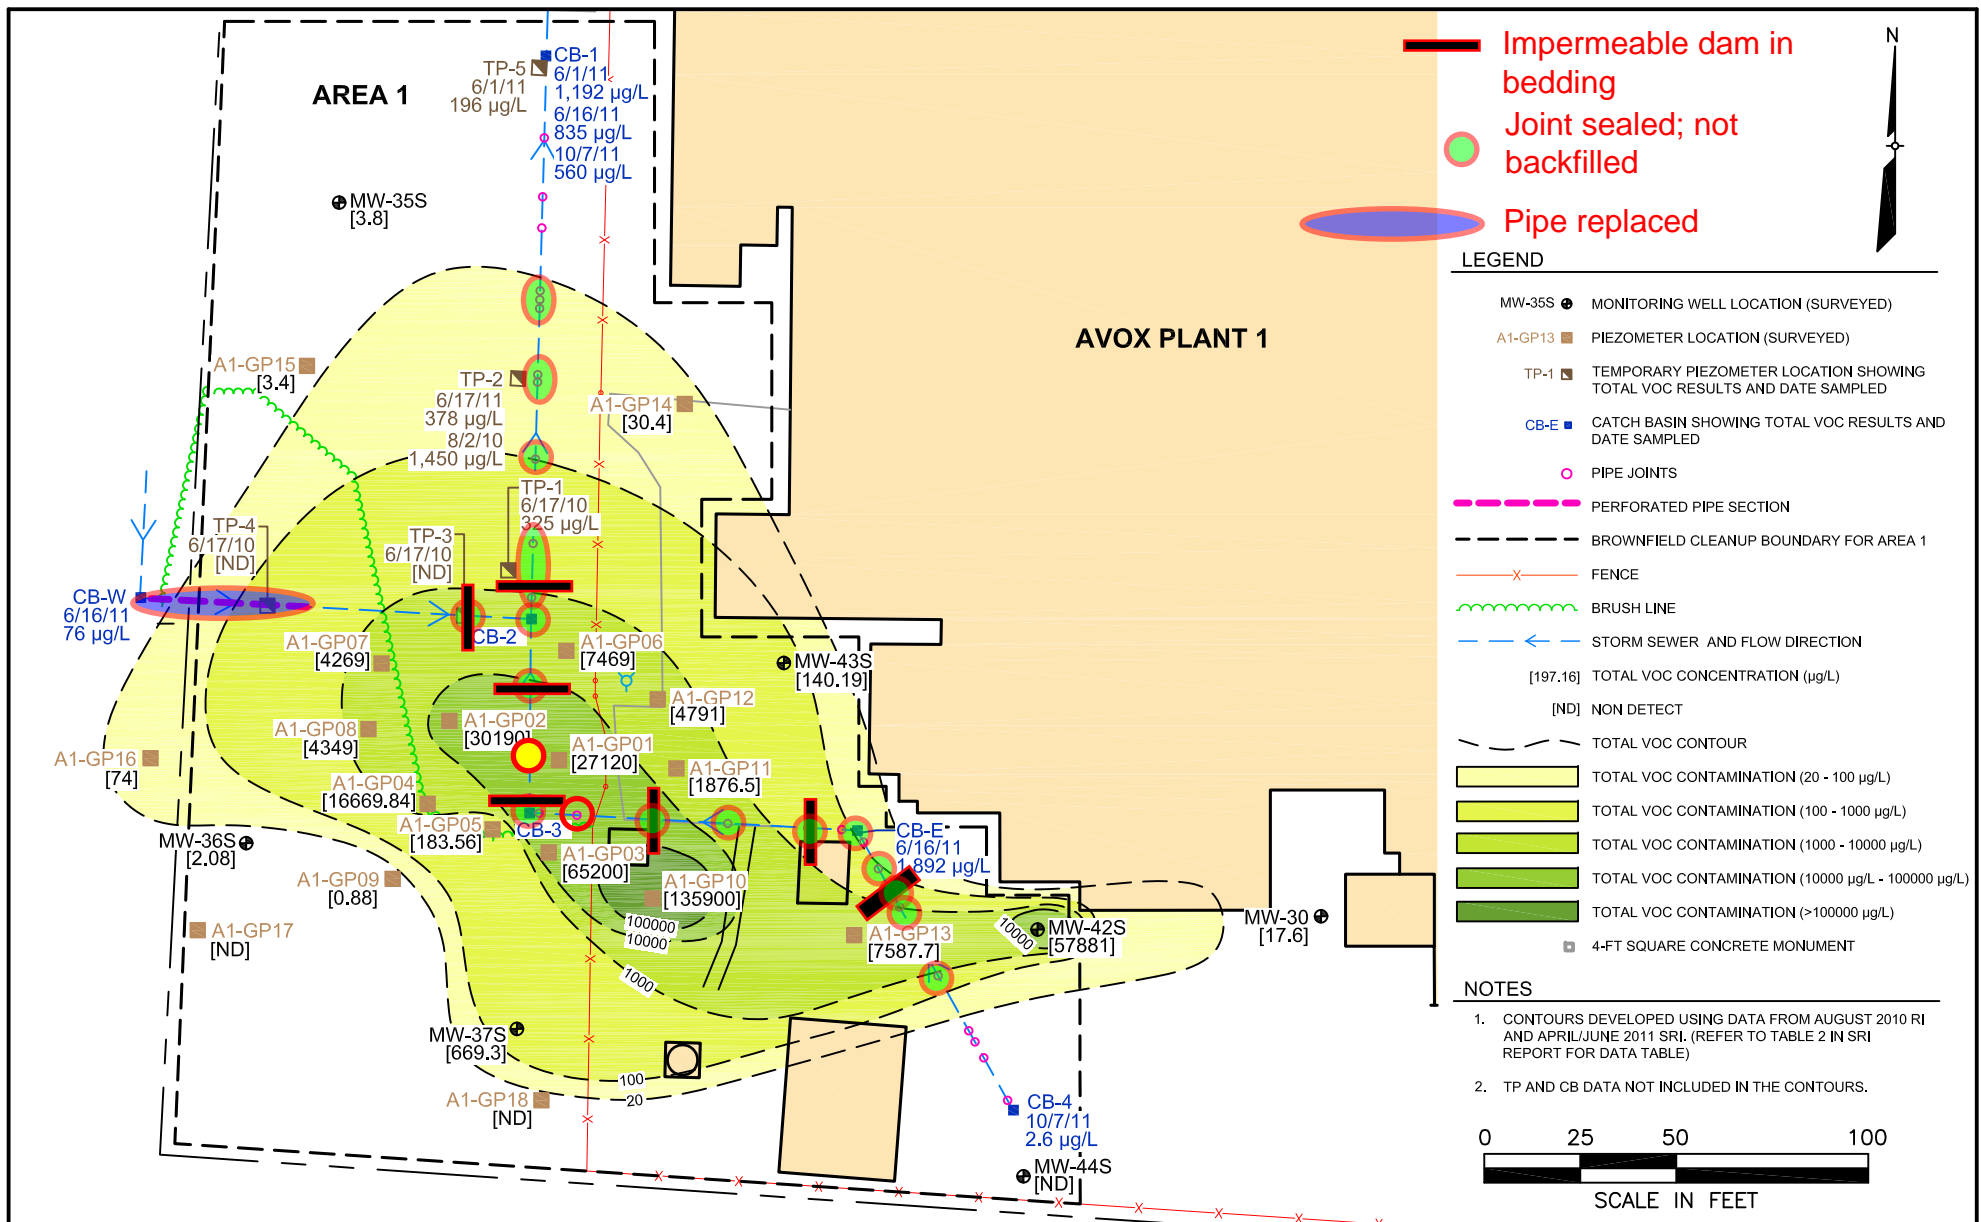 AREA 1
TP-5
6/1/11
196 µg/L
CB-1
6/1/11
1,192 µg/L
6/16/11
835 µg/L
10/7/11
560 µg/L
MW-35S
[3.8]
A1-GP15
[3.4]
TP-2
6/17/11
378 µg/L
8/2/10
1,450 µg/L
A1-GP14
[30.4]
AVOX PLANT 1
TP-1
6/17/10
325 µg/L
TP-4
6/17/10
[ND]
TP-3
6/17/10
[ND]
CB-W
6/16/11
76 µg/L
CB-2
A1-GP07
[4269]
A1-GP06
[7469]
MW-43S
[140.19]
A1-GP12
[4791]
A1-GP02
[30190]
A1-GP08
[4349]
A1-GP01
[27120]
A1-GP16
[74]
A1-GP11
[1876.5]
A1-GP04
[16669.84]
A1-GP05
[183.56]
CB-3
MW-36S
[2.08]
A1-GP03
[65200]
CB-E
6/16/11
1,892 µg/L
A1-GP09
[0.88]
A1-GP10
[135900]
100000
10000
1000
A1-GP17
[ND]
A1-GP13
[7587.7]
10000
MW-42S
[57881]
MW-30
[17.6]
MW-37S
[669.3]
100
20
A1-GP18
[ND]
CB-4
10/7/11
2.6 µg/L
MW-44S
[ND]
Impermeable dam in
bedding
Joint sealed; not
backfilled
Pipe replaced
N
LEGEND
MW-35S MONITORING WELL LOCATION (SURVEYED)
A1-GP13 PIEZOMETER LOCATION (SURVEYED)
TP-1 TEMPORARY PIEZOMETER LOCATION SHOWING
TOTAL VOC RESULTS AND DATE SAMPLED
CB-E CATCH BASIN SHOWING TOTAL VOC RESULTS AND
DATE SAMPLED
PIPE JOINTS
PERFORATED PIPE SECTION
BROWNFIELD CLEANUP BOUNDARY FOR AREA 1
X FENCE
BRUSH LINE
STORM SEWER AND FLOW DIRECTION
[197.16] TOTAL VOC CONCENTRATION (µg/L)
[ND] NON DETECT
TOTAL VOC CONTOUR
TOTAL VOC CONTAMINATION (20 - 100 µg/L)
TOTAL VOC CONTAMINATION (100 - 1000 µg/L)
TOTAL VOC CONTAMINATION (1000 - 10000 µg/L)
TOTAL VOC CONTAMINATION (10000 µg/L - 100000 µg/L)
TOTAL VOC CONTAMINATION (>100000 µg/L)
4-FT SQUARE CONCRETE MONUMENT
NOTES
1. CONTOURS DEVELOPED USING DATA FROM AUGUST 2010 RI
AND APRIL/JUNE 2011 SRI. (REFER TO TABLE 2 IN SRI
REPORT FOR DATA TABLE)
2. TP AND CB DATA NOT INCLUDED IN THE CONTOURS.
0 25 50 100
SCALE IN FEET